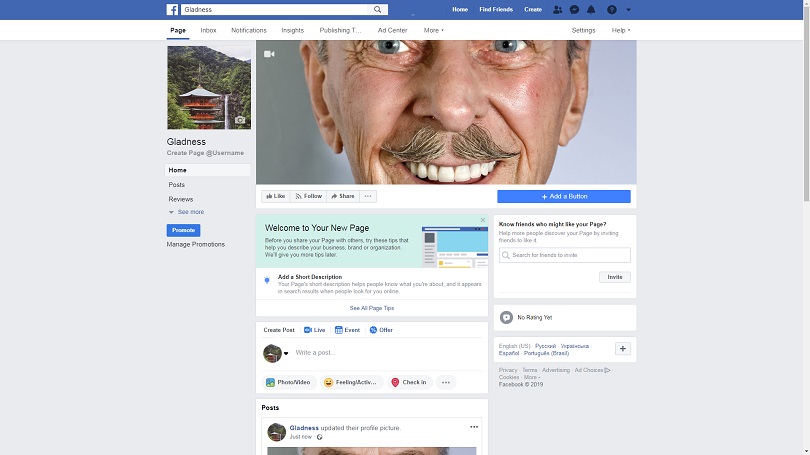 Gladness
Home Find Friends Create
Page Inbox Notifications Insights Publishing T... Ad Center More Settings Help
Gladness
Create Page @Username
Home
Posts
Reviews
See more
Promote
Manage Promotions
Like Follow Share ...
+ Add a Button
Welcome to Your New Page
Before you share your Page with others, try these tips that
help you describe your business, brand or organization.
We'll give you more tips later.
Add a Short Description
Your Page's short description helps people know what you're about, and it appears
in search results when people look for you online.
See All Page Tips
Know friends who might like your Page?
Help more people discover your Page by inviting
friends to like it.
Search for friends to invite
Invite
No Rating Yet
English (US) · Русский · Українська ·
Español · Português (Brasil)
Privacy · Terms · Advertising · Ad Choices ·
Cookies · More
Facebook © 2019
Create Post Live Event Offer
Write a post...
Photo/Video Feeling/Activ... Check in ...
Posts
Gladness updated their profile picture.
Just now ·